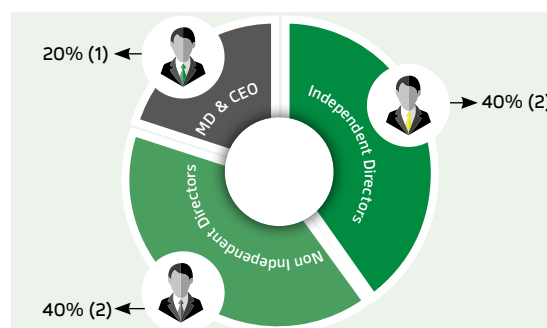 20% (1)
MD & CEO
Independent Directors
40% (2)
Non Independent Directors
40% (2)